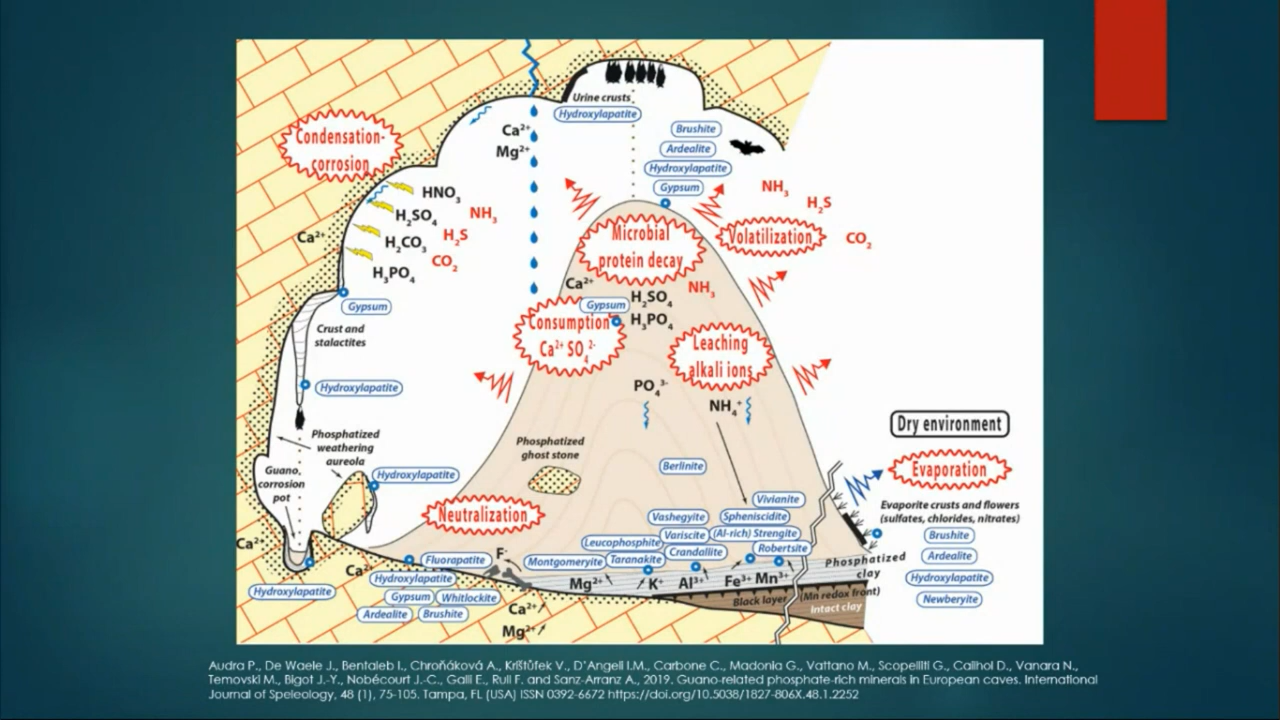 Urine crusts
Hydroxylapatite
Ca²⁺
Mg²⁺
Brushite
Ardealite
Hydroxylapatite
Gypsum
Condensation-
corrosion
HNO₃
H₂SO₄
H₂CO₃
H₃PO₄
NH₃
H₂S
CO₂
Ca²⁺
NH₃
H₂S
CO₂
Volatilization
Microbial
protein decay
Ca²⁺
Gypsum
H₂SO₄
H₃PO₄
NH₃
Consumption
Ca²⁺ SO₄²⁻
Leaching
alkali ions
PO₄³⁻
NH₄⁺
Gypsum
Crust and
stalactites
Hydroxylapatite
Phosphatized
weathering
aureola
Guano,
corrosion
pot
Hydroxylapatite
Phosphatized
ghost stone
Berlinite
Dry environment
Evaporation
Evaporite crusts and flowers
(sulfates, chlorides, nitrates)
Brushite
Ardealite
Hydroxylapatite
Newberyite
Neutralization
Vivianite
Vashegyite
Spheniscidite
Variscite
(Al-rich) Strengite
Leucophosphite
Crandallite
Robertsite
Montgomeryite
Taranakite
Ca²⁺
Hydroxylapatite
Ca²⁺
Fluorapatite
F⁻
Hydroxylapatite
Gypsum
Whitlockite
Ardealite
Brushite
Mg²⁺
K⁺
Al³⁺
Fe³⁺
Mn³⁺
Ca²⁺
Mg²⁺
Phosphatized
clay
Black layer
(Mn redox front)
Intact clay
Audra P., De Waele J., Bentaleb I., Chroňáková A., Krištůfek V., D'Angeli I.M., Carbone C., Madonia G., Vattano M., Scopelliti G., Cailhol D., Vanara N.,
Temovski M., Bigot J.-Y., Nobécourt J.-C., Galli E., Rull F. and Sanz-Arranz A., 2019. Guano-related phosphate-rich minerals in European caves. International
Journal of Speleology, 48 (1), 75-105. Tampa, FL (USA) ISSN 0392-6672 https://doi.org/10.5038/1827-806X.48.1.2252